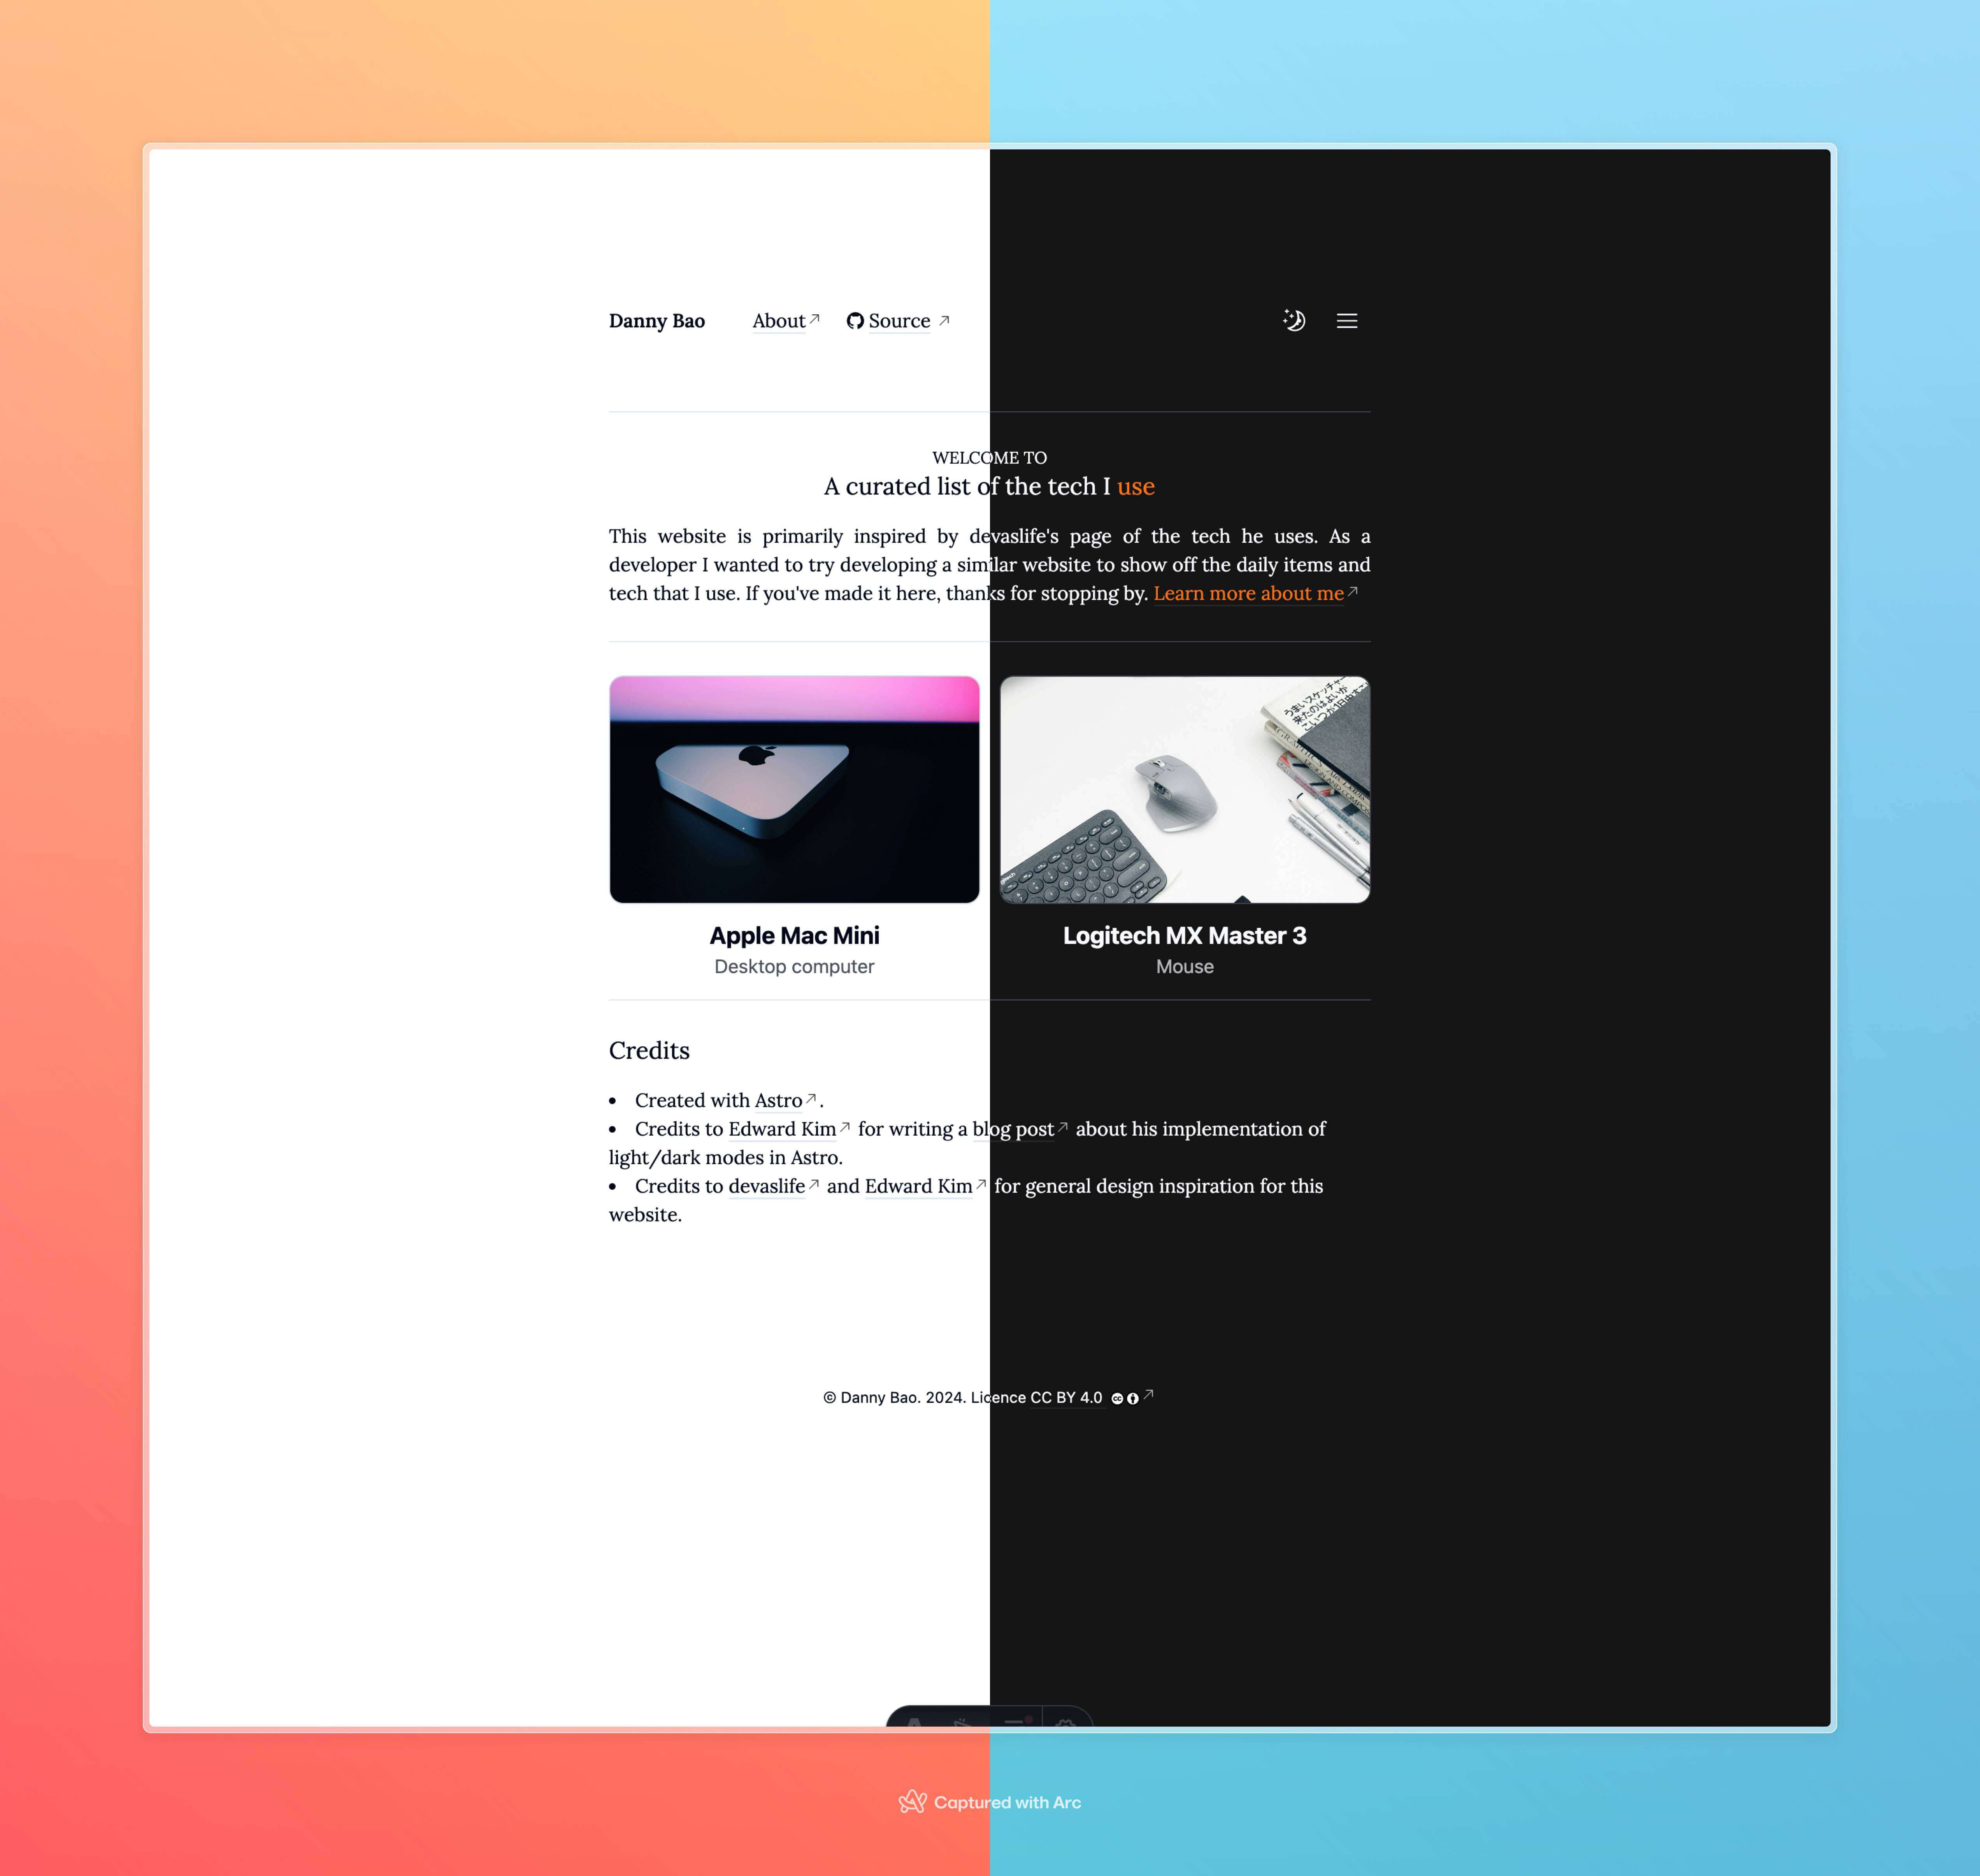 Danny Bao About Source
WELCOME TO
A curated list of the tech I use
This website is primarily inspired by devaslife's page of the tech he uses. As a
developer I wanted to try developing a similar website to show off the daily items and
tech that I use. If you've made it here, thanks for stopping by. Learn more about me
Apple Mac Mini
Desktop computer
Logitech MX Master 3
Mouse
Credits
• Created with Astro .
• Credits to Edward Kim for writing a blog post about his implementation of
light/dark modes in Astro.
• Credits to devaslife and Edward Kim for general design inspiration for this
website.
© Danny Bao. 2024. Licence CC BY 4.0
Captured with Arc